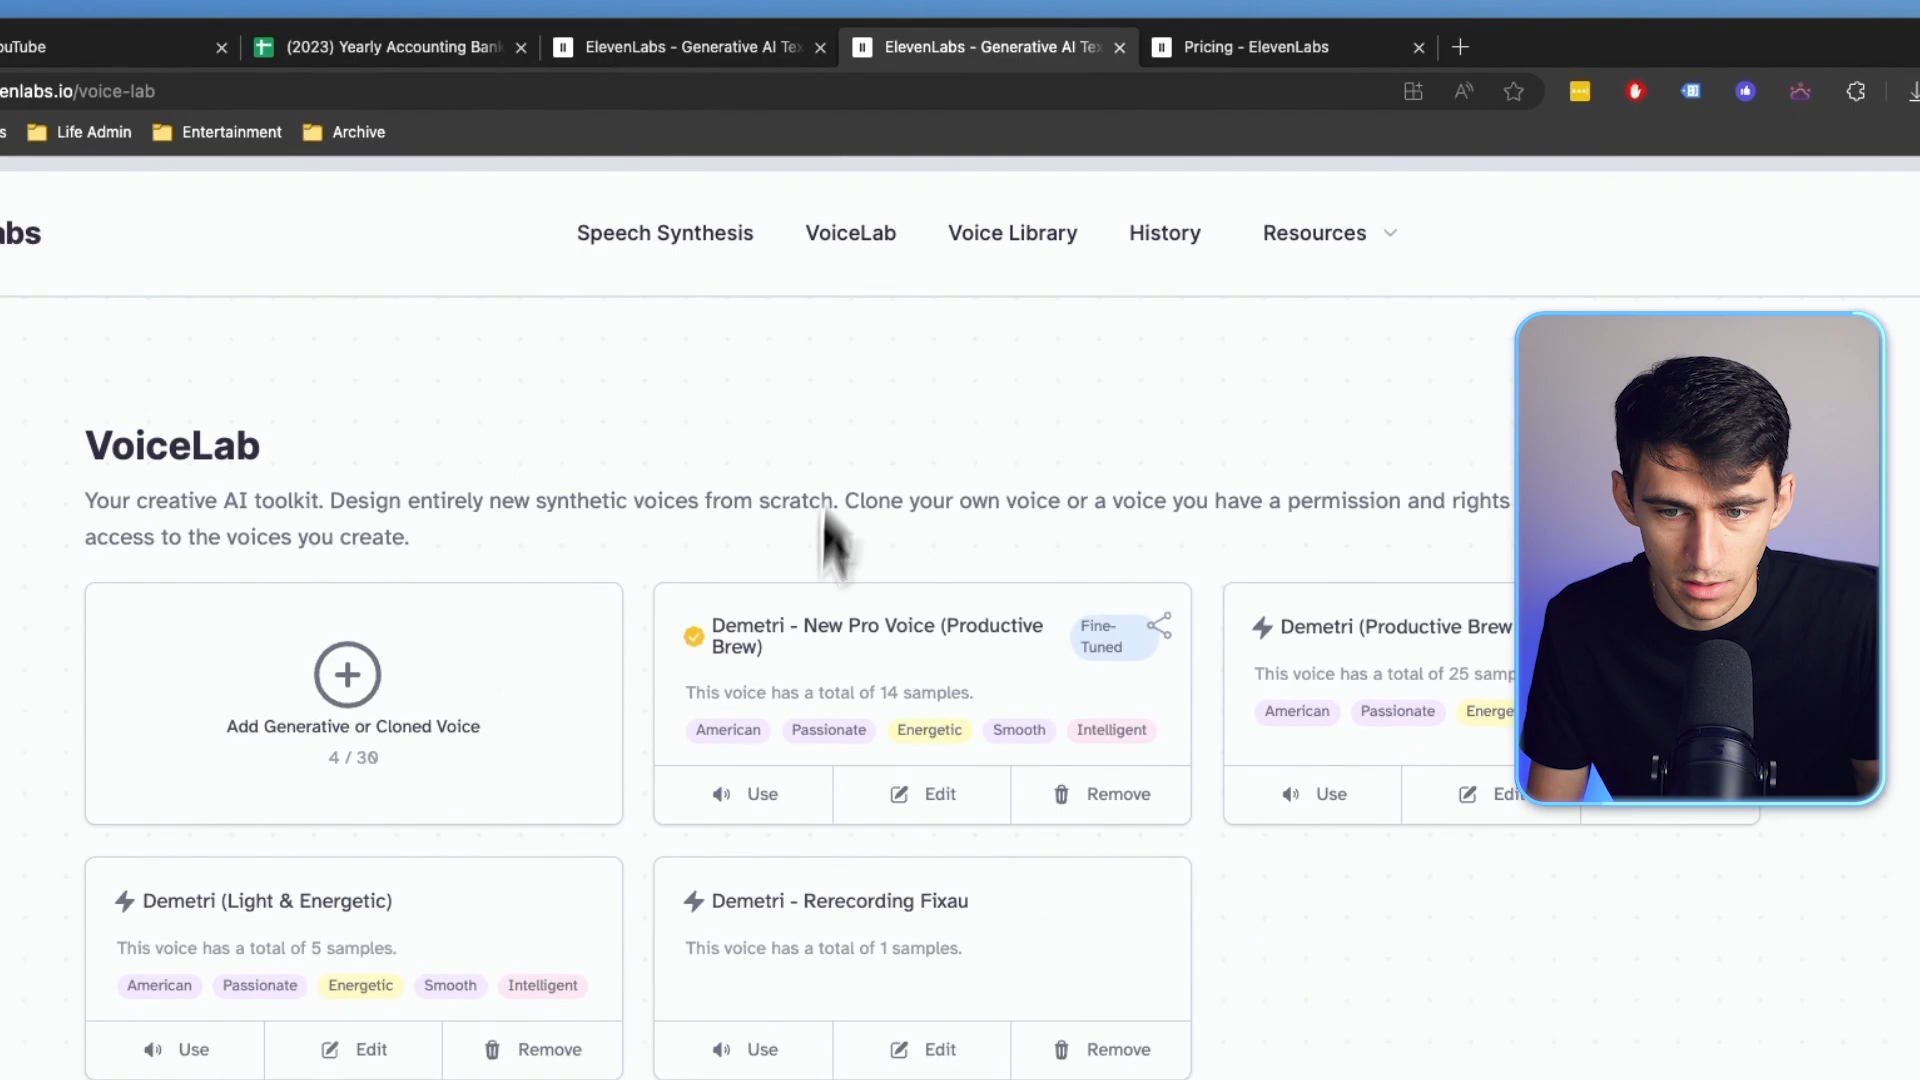 ouTube
(2023) Yearly Accounting Bank
ElevenLabs - Generative AI Tex
ElevenLabs - Generative AI Tex
Pricing - ElevenLabs
enlabs.io/voice-lab
s
Life Admin
Entertainment
Archive
abs
Speech Synthesis
VoiceLab
Voice Library
History
Resources
VoiceLab
Your creative AI toolkit. Design entirely new synthetic voices from scratch. Clone your own voice or a voice you have a permission and rights
access to the voices you create.
Add Generative or Cloned Voice
4 / 30
Demetri - New Pro Voice (Productive
Brew)
Fine-
Tuned
This voice has a total of 14 samples.
American Passionate Energetic Smooth Intelligent
Use Edit Remove
Demetri (Productive Brew
This voice has a total of 25 samp
American Passionate Energe
Use Edit
Demetri (Light & Energetic)
This voice has a total of 5 samples.
American Passionate Energetic Smooth Intelligent
Use Edit Remove
Demetri - Rerecording Fixau
This voice has a total of 1 samples.
Use Edit Remove